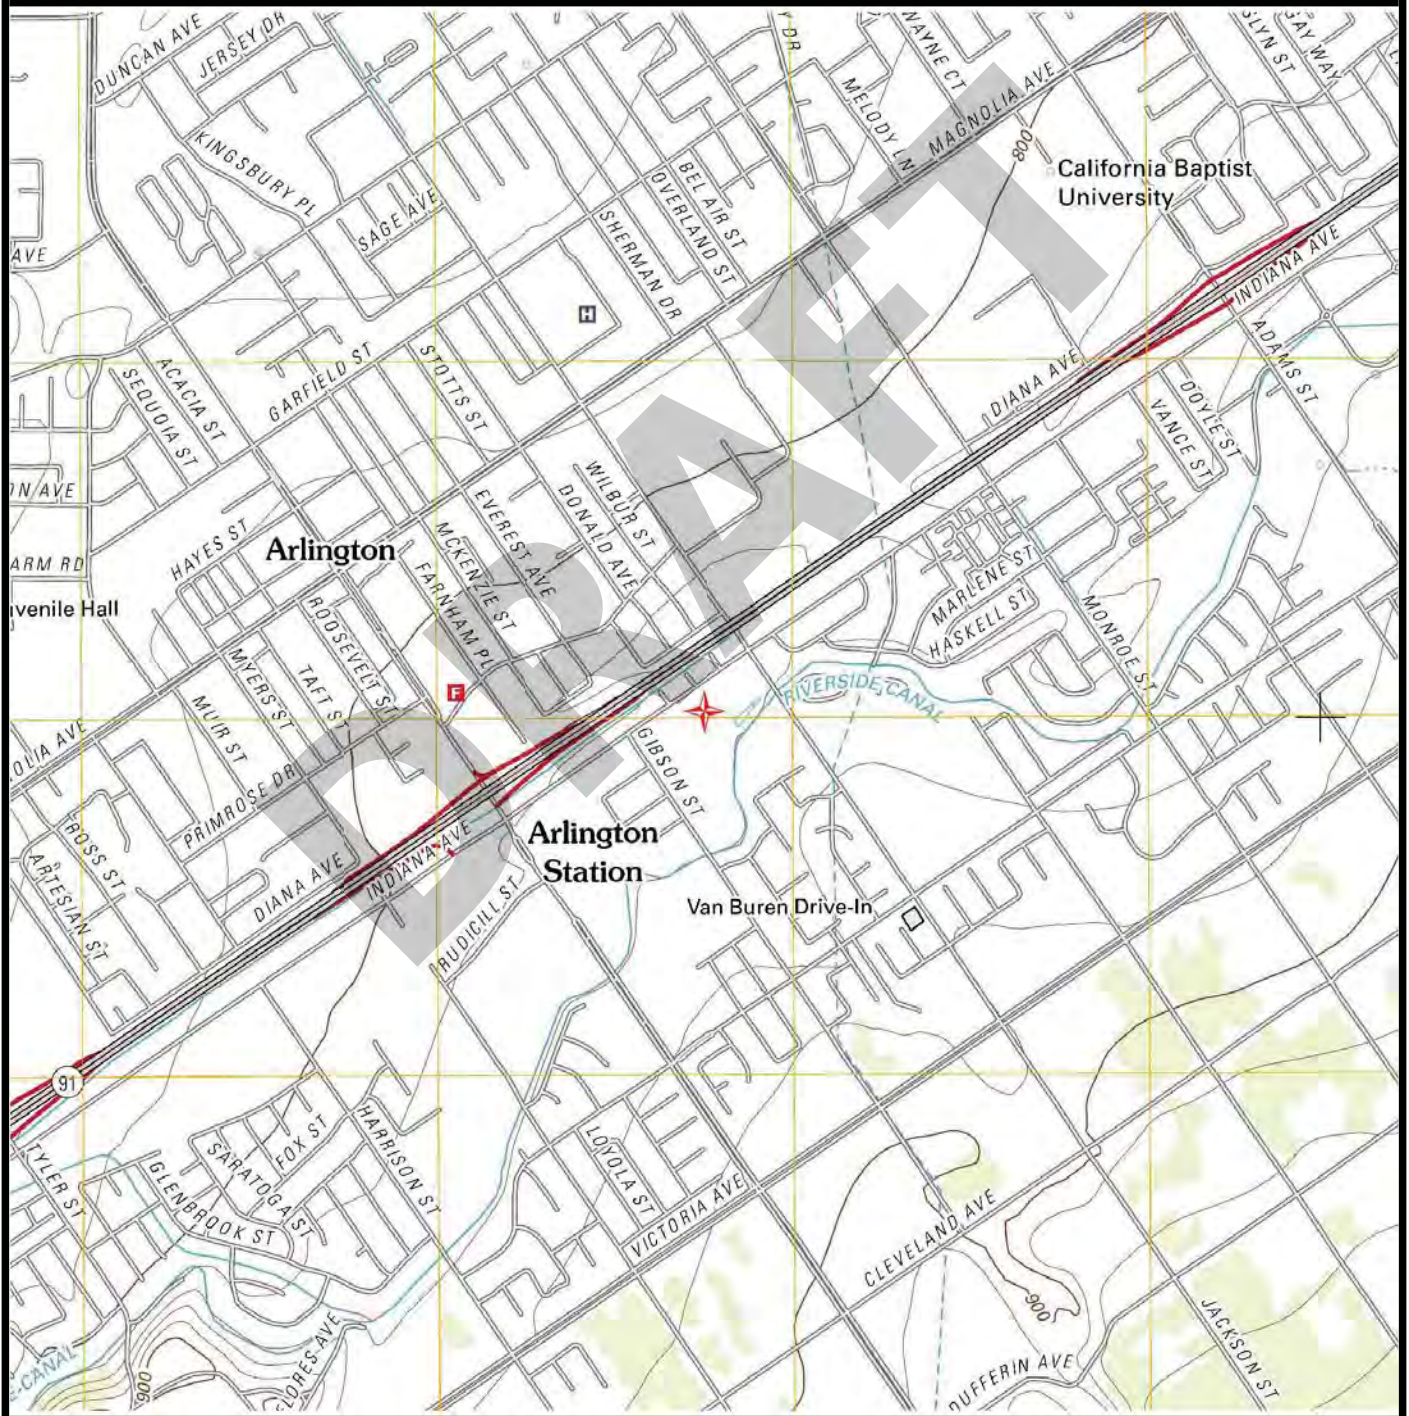 DUNCAN AVE
JERSEY DR
Y DR
WAYNE CT
GAY WAY
MELODY LN
MAGNOLIA AVE
800
California Baptist
University
KINGSBURY PL
SAGE AVE
BEL AIR ST
OVERLAND ST
SHERMAN DR
AVE
INDIANA AVE
H
ADAMS ST
ACACIA ST
SEQUOIA ST
GARFIELD ST
STOTTS ST
DIANA AVE
DOYLE ST
VANCE ST
ON AVE
WILBUR ST
DONALD AVE
EVEREST AVE
MCKENZIE ST
FARNHAM PL
HAYES ST
Arlington
ARM RD
uvenile Hall
ROOSEVELT ST
MARLENE ST
HASKELL ST
MONROE ST
MYERS ST
TAFT ST
MUIR ST
F
RIVERSIDE CANAL
OLIA AVE
GIBSON ST
PRIMROSE DR
ROSS ST
ARTESIAN ST
DIANA AVE
INDIANA AVE
Arlington
Station
RUDICILL ST
Van Buren Drive-In
DRAFT
91
TYLER ST
GLENBROOK ST
SARATOGA ST
FOX ST
HARRISON ST
LOYOLA ST
VICTORIA AVE
CLEVELAND AVE
900
JACKSON ST
DUFFERIN AVE
E CANAL
900